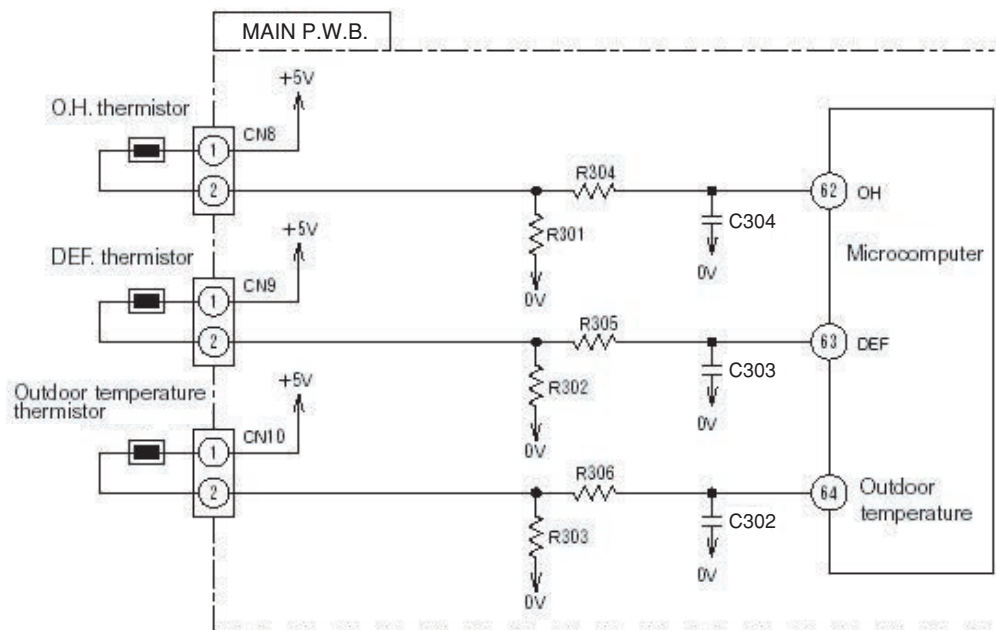 MAIN P.W.B.
+5V
O.H. thermistor
CN8
1
2
R304
62 OH
R301
C304
0V
0V
Microcomputer
+5V
DEF. thermistor
CN9
1
2
R305
63 DEF
R302
C303
0V
0V
+5V
Outdoor temperature
thermistor
CN10
1
2
R306
64 Outdoor
temperature
R303
C302
0V
0V